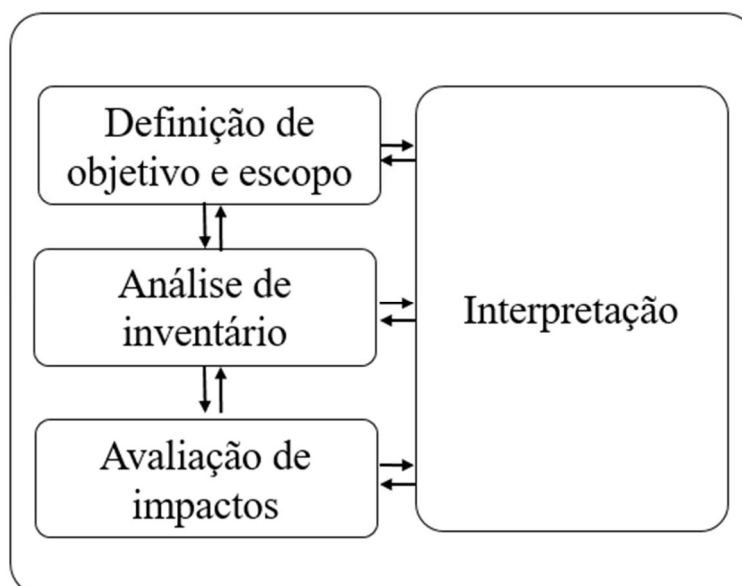 Definição de
objetivo e escopo
Análise de
inventário
Interpretação
Avaliação de
impactos